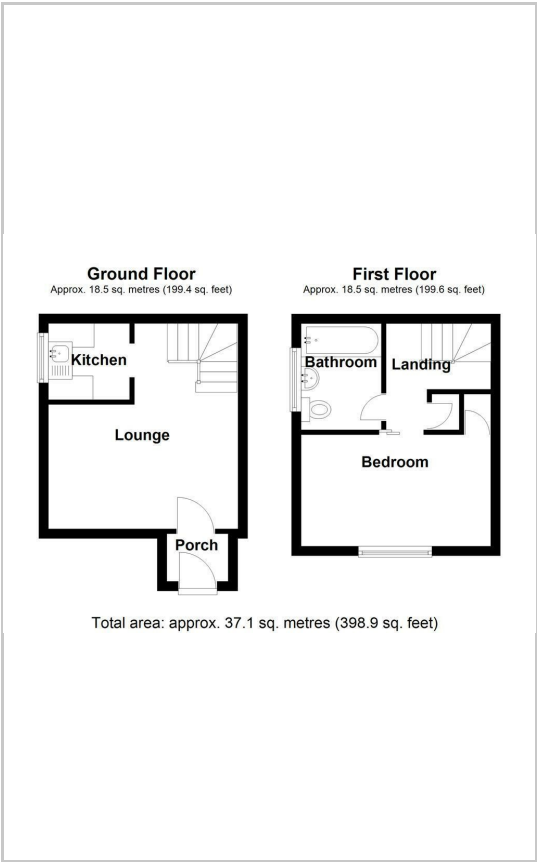 Ground Floor
Approx. 18.5 sq. metres (199.4 sq. feet)
Kitchen
Lounge
Porch
First Floor
Approx. 18.5 sq. metres (199.6 sq. feet)
Bathroom
Landing
Bedroom
Total area: approx. 37.1 sq. metres (398.9 sq. feet)